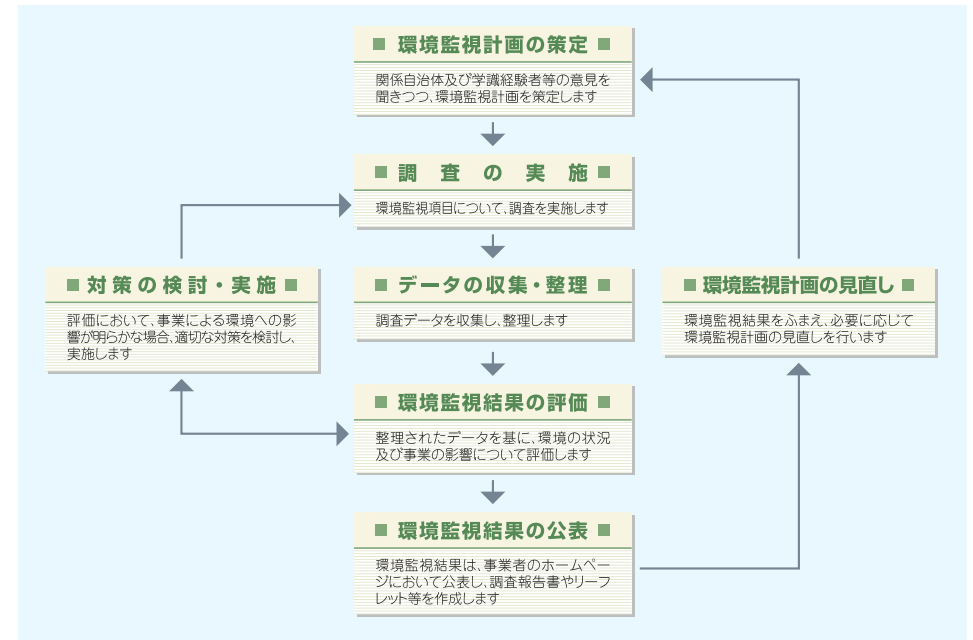 ■ 環境監視計画の策定 ■
関係自治体及び学識経験者等の意見を
聞きつつ、環境監視計画を策定します
■ 調査の実施 ■
環境監視項目について、調査を実施します
■ 対策の検討・実施 ■
評価において、事業による環境への影
響が明らかな場合、適切な対策を検討し、
実施します
■ データの収集・整理 ■
調査データを収集し、整理します
■ 環境監視計画の見直し ■
環境監視結果をふまえ、必要に応じて
環境監視計画の見直しを行います
■ 環境監視結果の評価 ■
整理されたデータを基に、環境の状況
及び事業の影響について評価します
■ 環境監視結果の公表 ■
環境監視結果は、事業者のホームペー
ジにおいて公表し、調査報告書やリーフ
レット等を作成します